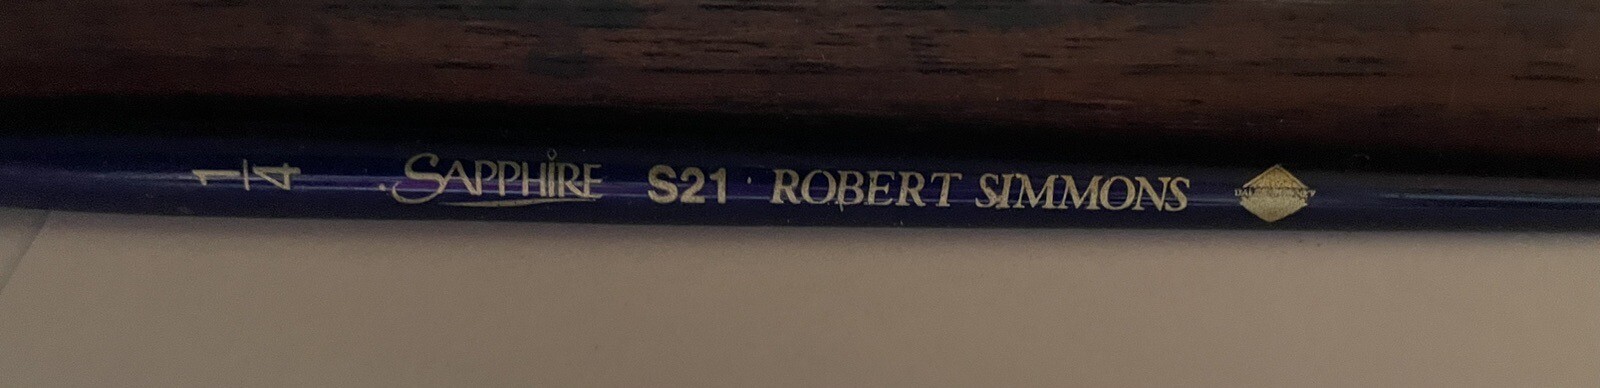 1/4 SAPPHIRE S21 · ROBERT SIMMONS